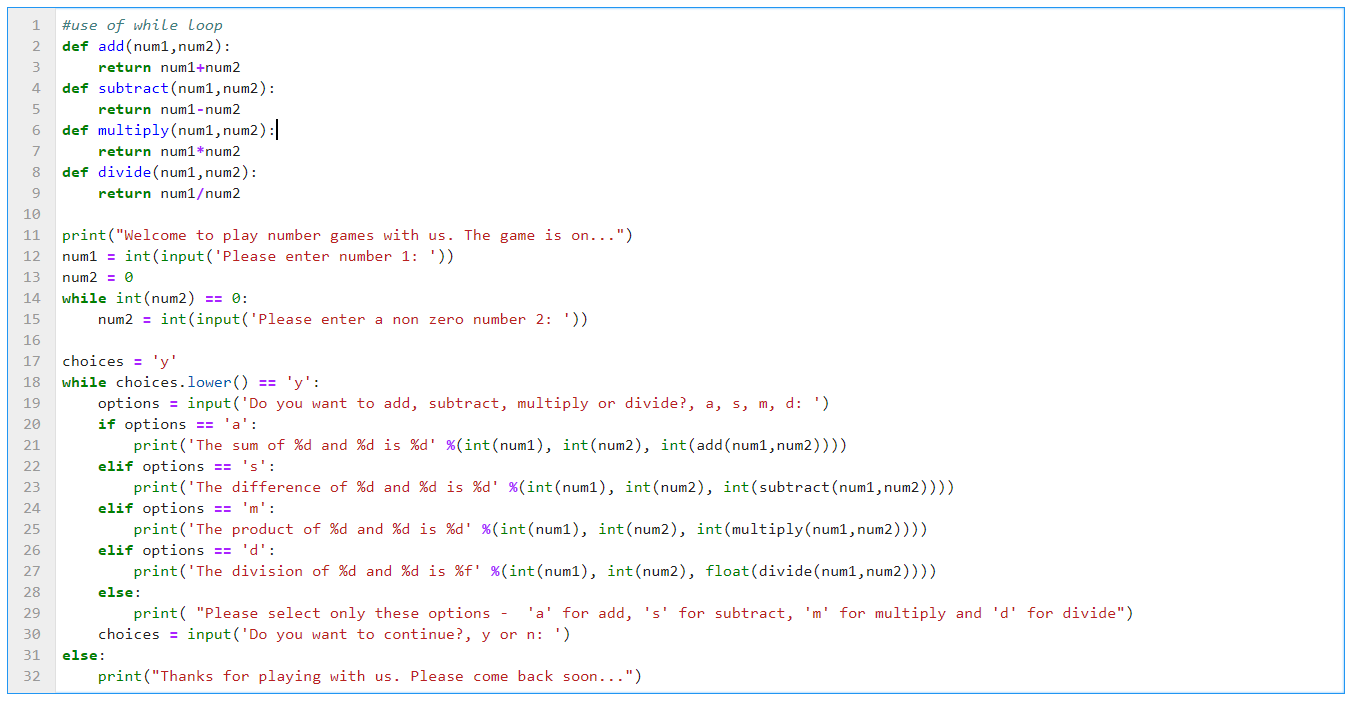 1 #use of while loop
2 def add(num1,num2):
3     return num1+num2
4 def subtract(num1,num2):
5     return num1-num2
6 def multiply(num1,num2):
7     return num1*num2
8 def divide(num1,num2):
9     return num1/num2
10
11 print("Welcome to play number games with us. The game is on...")
12 num1 = int(input('Please enter number 1: '))
13 num2 = 0
14 while int(num2) == 0:
15     num2 = int(input('Please enter a non zero number 2: '))
16
17 choices = 'y'
18 while choices.lower() == 'y':
19     options = input('Do you want to add, subtract, multiply or divide?, a, s, m, d: ')
20     if options == 'a':
21         print('The sum of %d and %d is %d' %(int(num1), int(num2), int(add(num1,num2))))
22     elif options == 's':
23         print('The difference of %d and %d is %d' %(int(num1), int(num2), int(subtract(num1,num2))))
24     elif options == 'm':
25         print('The product of %d and %d is %d' %(int(num1), int(num2), int(multiply(num1,num2))))
26     elif options == 'd':
27         print('The division of %d and %d is %f' %(int(num1), int(num2), float(divide(num1,num2))))
28     else:
29         print( "Please select only these options -  'a' for add, 's' for subtract, 'm' for multiply and 'd' for divide")
30     choices = input('Do you want to continue?, y or n: ')
31 else:
32     print("Thanks for playing with us. Please come back soon...")